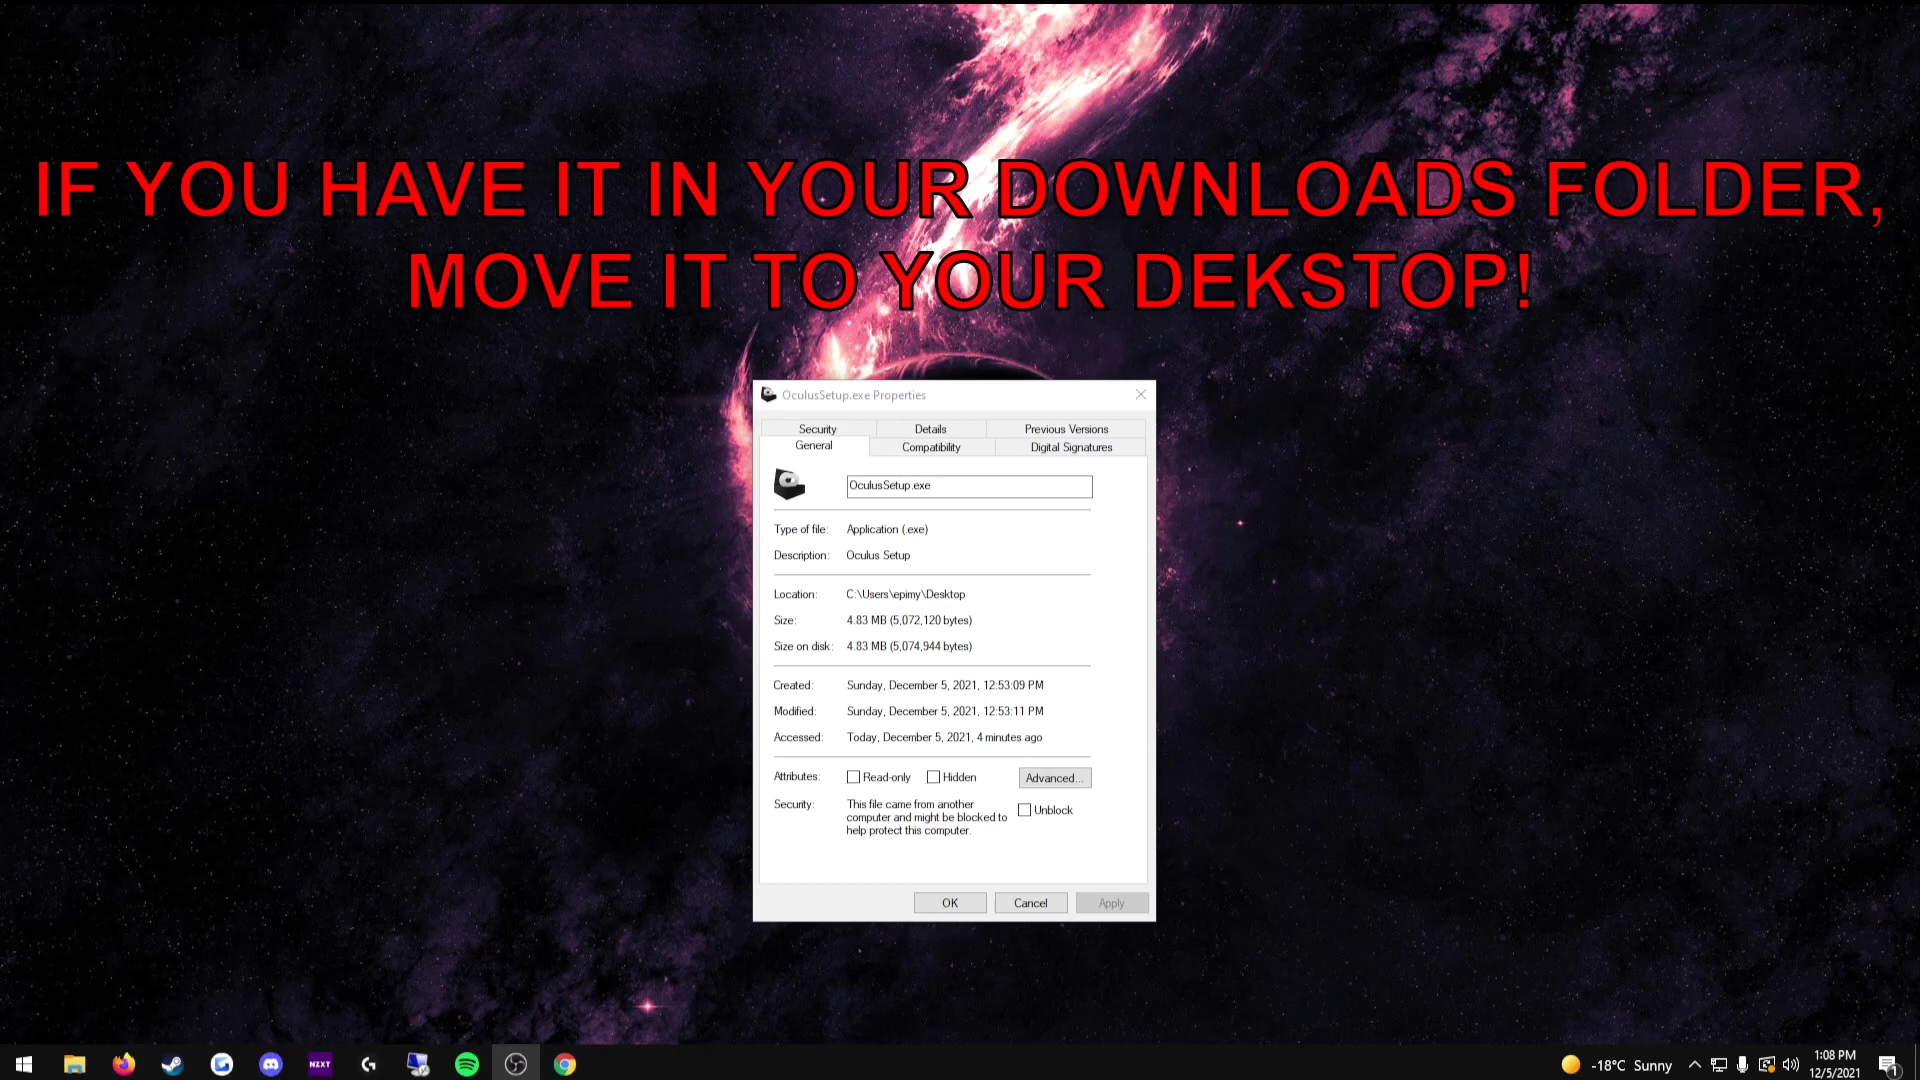 IF YOU HAVE IT IN YOUR DOWNLOADS FOLDER,
MOVE IT TO YOUR DEKSTOP!
OculusSetup.exe Properties
Security Details Previous Versions
General Compatibility Digital Signatures
OculusSetup.exe
Type of file: Application (.exe)
Description: Oculus Setup
Location: C:\Users\epimy\Desktop
Size: 4.83 MB (5,072,120 bytes)
Size on disk: 4.83 MB (5,074,944 bytes)
Created: Sunday, December 5, 2021, 12:53:09 PM
Modified: Sunday, December 5, 2021, 12:53:11 PM
Accessed: Today, December 5, 2021, 4 minutes ago
Attributes: Read-only Hidden Advanced...
Security: This file came from another
computer and might be blocked to
help protect this computer.
Unblock
OK Cancel Apply
NZXT
-18°C Sunny
1:08 PM
12/5/2021
1